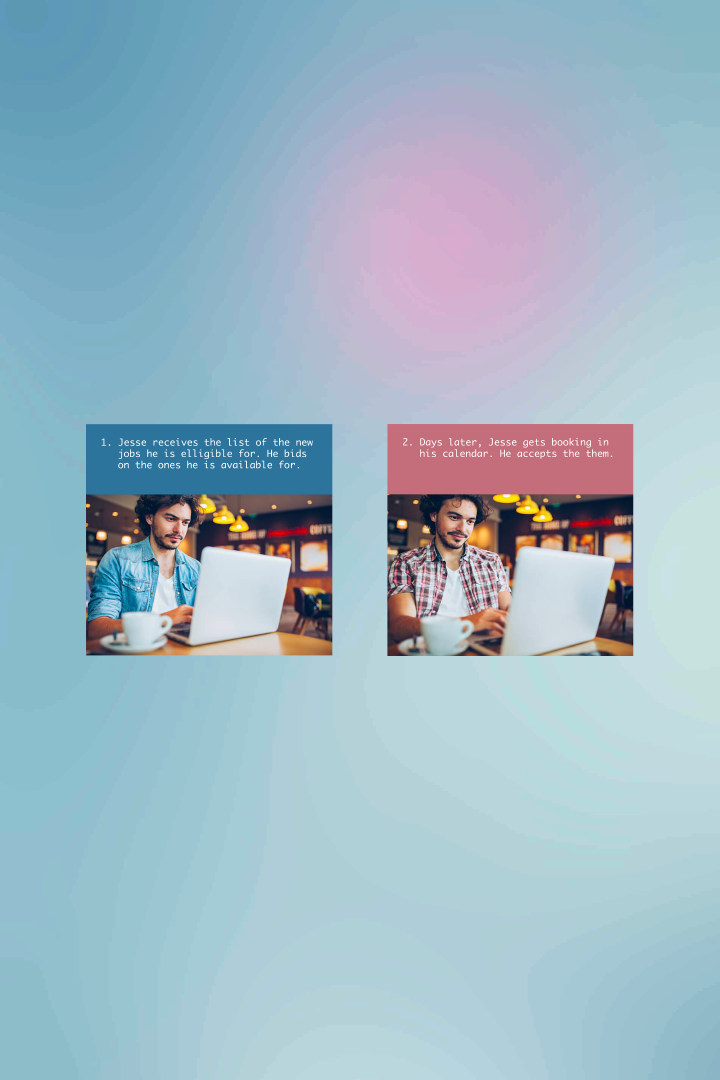 1. Jesse receives the list of the new
jobs he is elligible for. He bids
on the ones he is available for.
2. Days later, Jesse gets booking in
his calendar. He accepts the them.